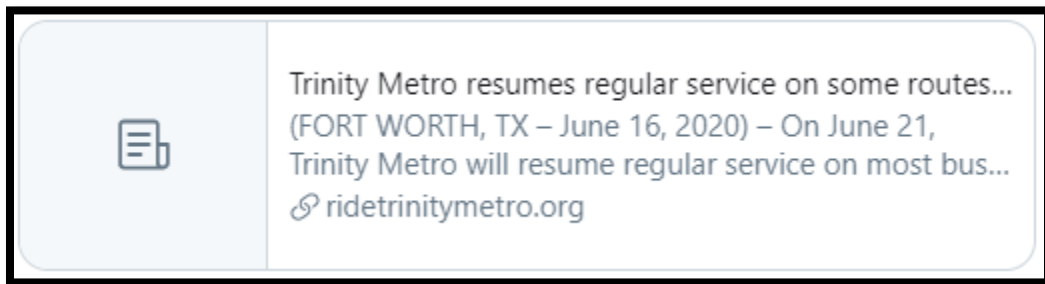 Trinity Metro resumes regular service on some routes...
(FORT WORTH, TX – June 16, 2020) – On June 21,
Trinity Metro will resume regular service on most bus...
ridetrinitymetro.org